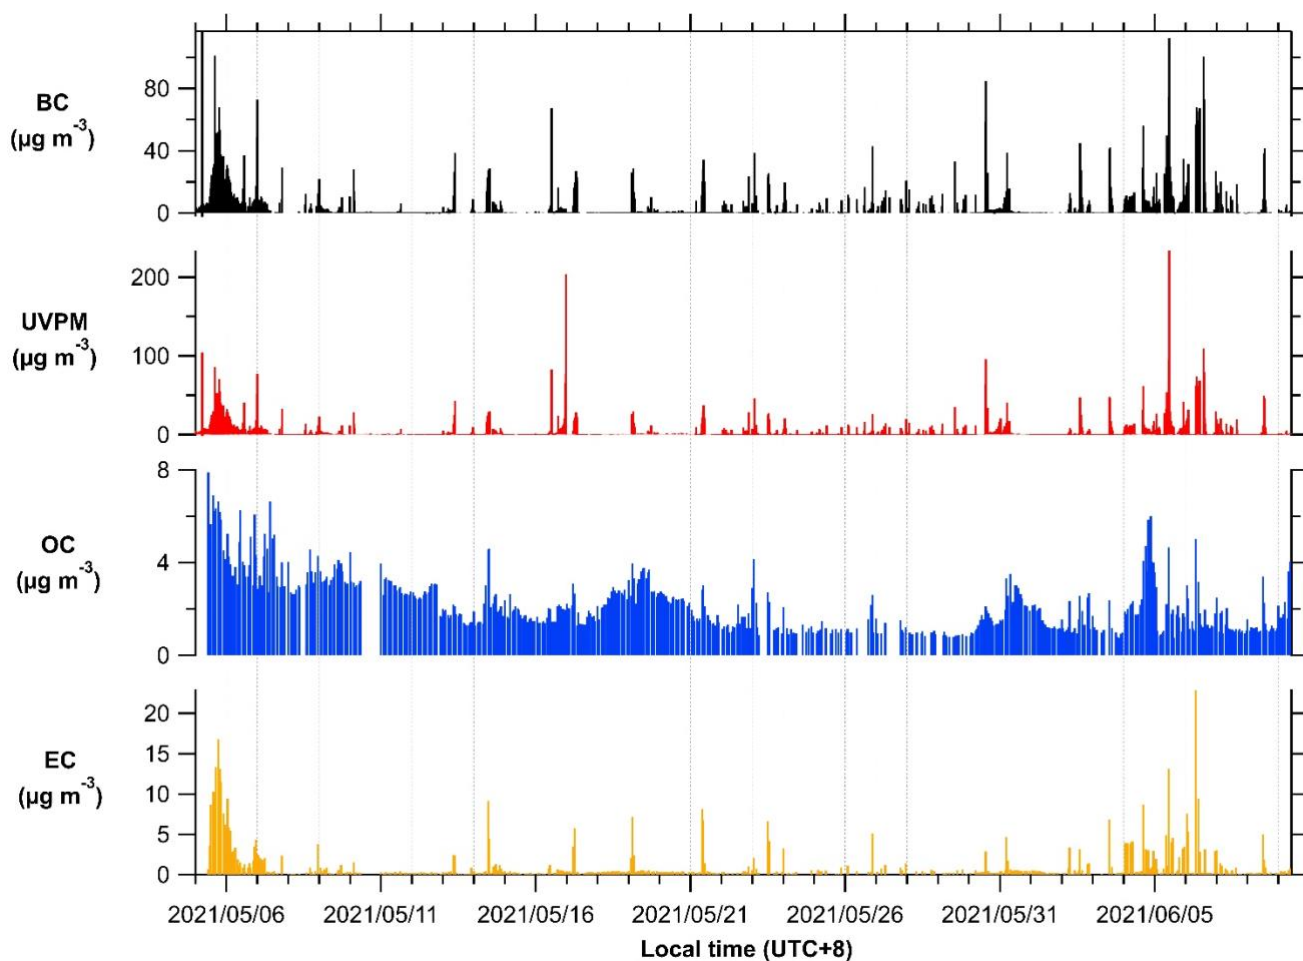 BC
(µg m⁻³)
80
40
0
UVPM
(µg m⁻³)
200
100
0
OC
(µg m⁻³)
8
4
0
EC
(µg m⁻³)
20
15
10
5
0
2021/05/06 2021/05/11 2021/05/16 2021/05/21 2021/05/26 2021/05/31 2021/06/05
Local time (UTC+8)